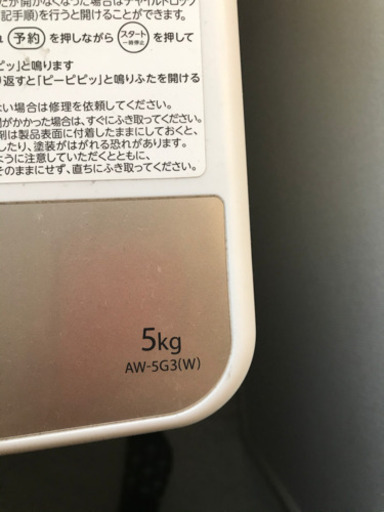 記手順)を行うと開けることができます。
予約 を押しながら スタート 一時停止 を押して
ピッ」と鳴ります
り返すと「ピーピピッ」と鳴りふたを開ける
ない場合は修理を依頼してください。
がかかった場合は、すぐにふき取ってください。
剤は製品表面に付着したままにしておくと、
したり、塗装がはがれる恐れがあります。
ように注意していただくとともに、
そのままにせず、直ちにふき取ってください。
5kg
AW-5G3(W)